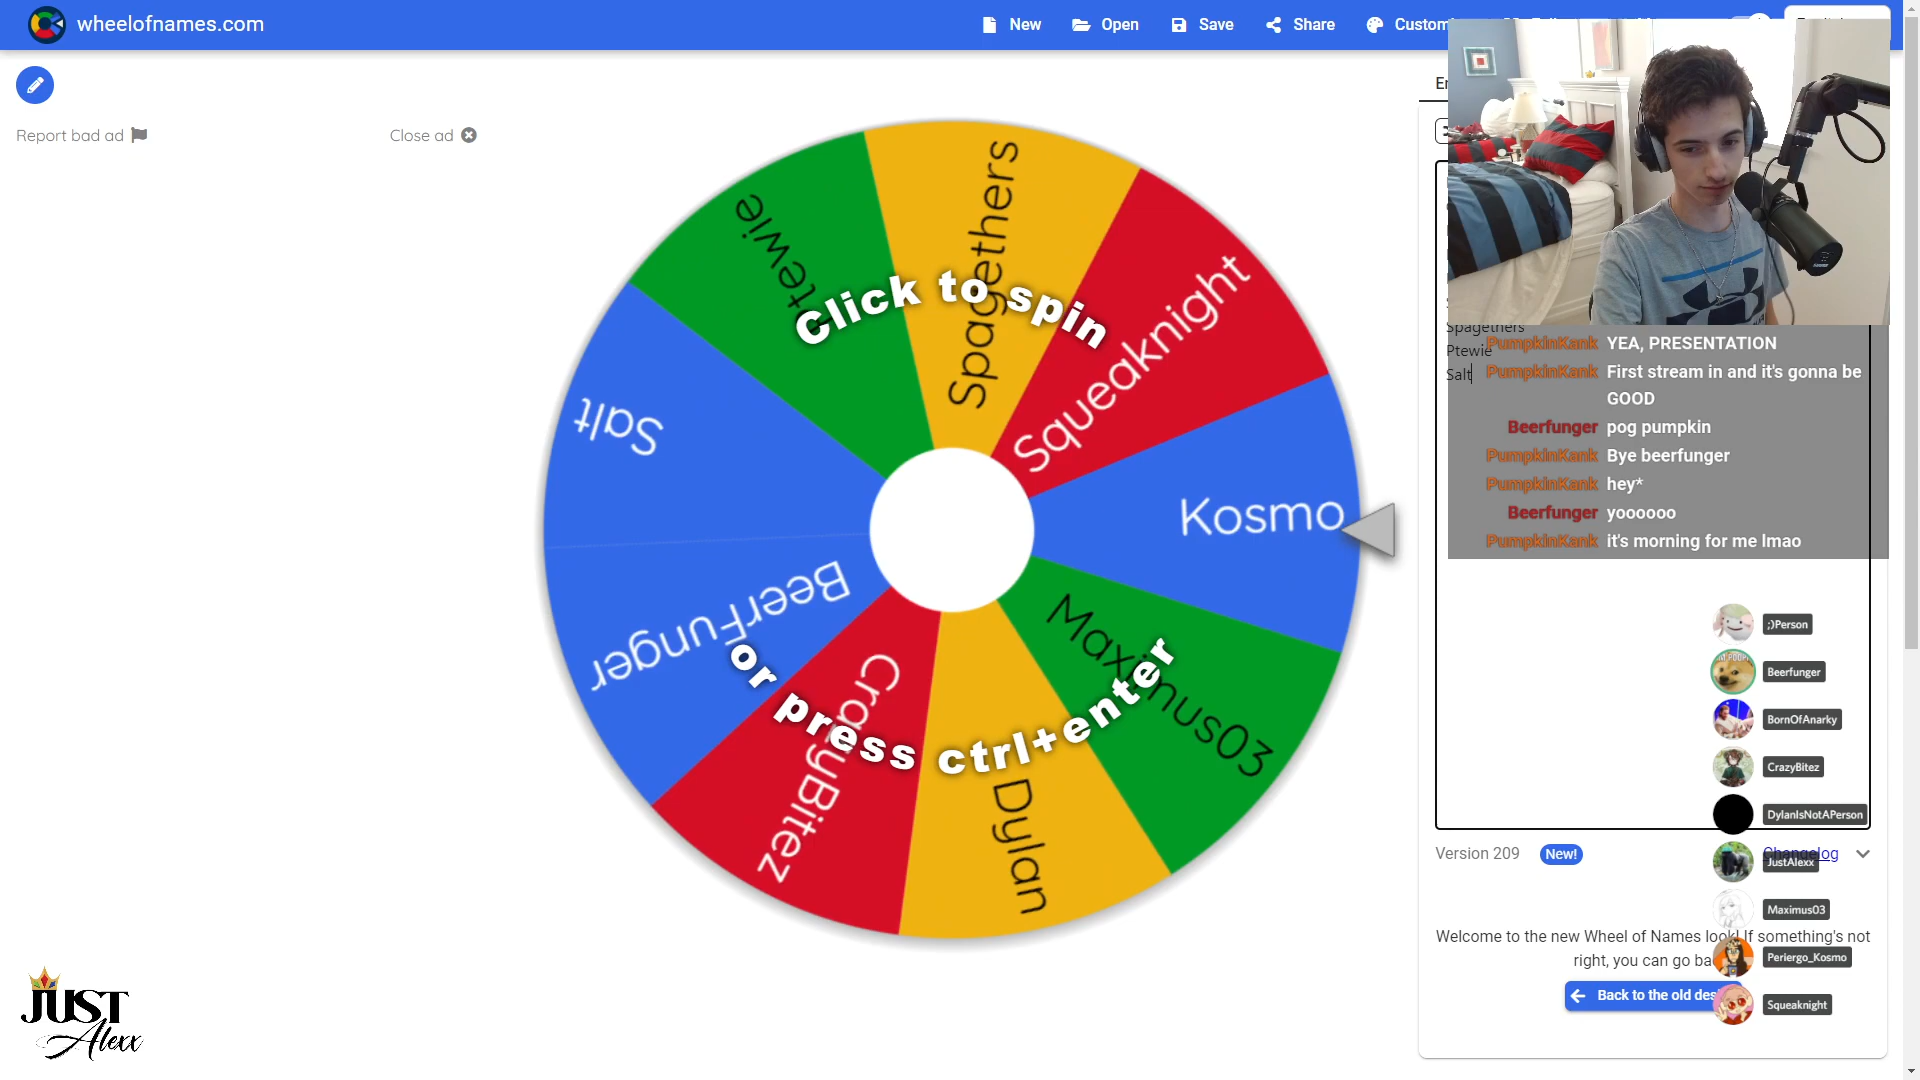 wheelofnames.com
New
Open
Save
Share
Report bad ad
Close ad
Click to spin
or press ctrl+enter
Spagethers
Squeaknight
Kosmo
Maximus03
Dylan
CrazyBitez
BeerFunger
Salt
Spagethers
Ptewie
Salt
PumpkinKank YEA, PRESENTATION
PumpkinKank First stream in and it's gonna be
GOOD
Beerfunger pog pumpkin
PumpkinKank Bye beerfunger
PumpkinKank hey*
Beerfunger yoooooo
PumpkinKank it's morning for me lmao
;)Person
Beerfunger
BornOfAnarky
CrazyBitez
DylanIsNotAPerson
Version 209 New! Changelog
JustAlexx
Maximus03
Welcome to the new Wheel of Names look! If something's not
right, you can go
Periergo_Kosmo
Back to the old
Squeaknight
JUST
Alexx